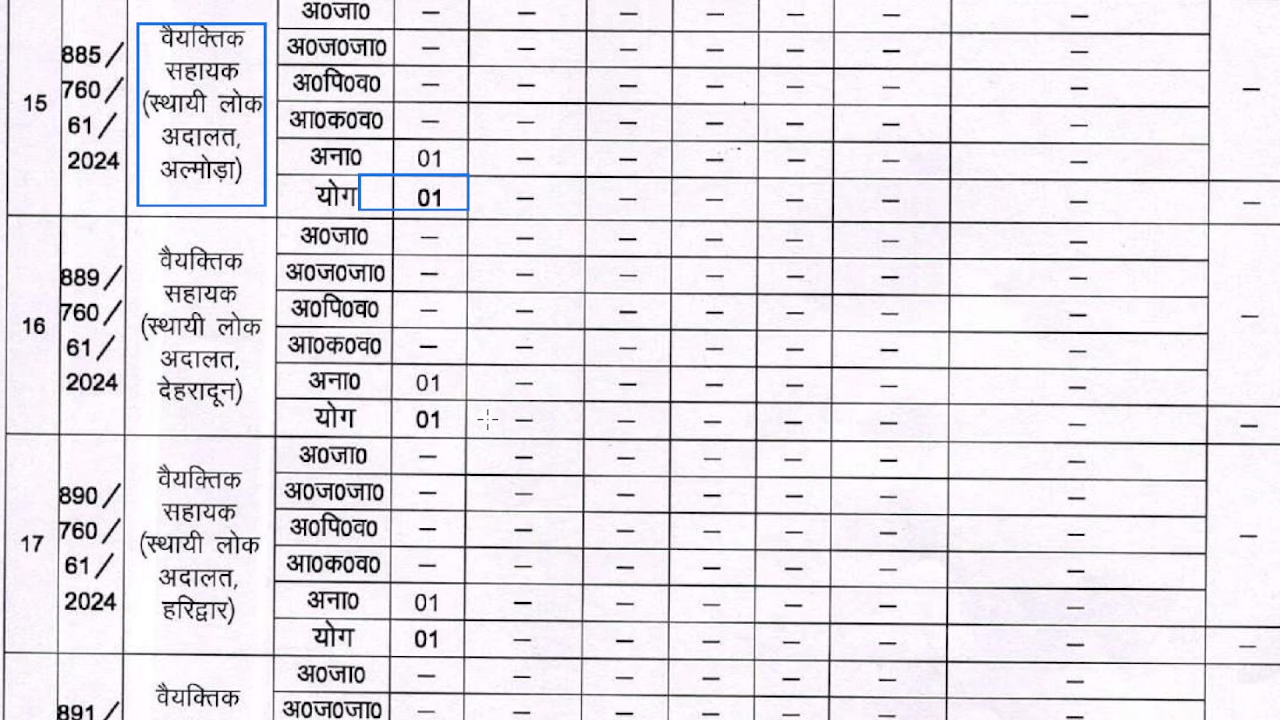 अ0जा0 – – – – – – –
885/ वैयक्तिक अ0ज0जा0 – – – – – – –
760/ सहायक अ0पि0व0 – – – – – – – –
15 (स्थायी लोक
61/ अदालत, आ0क0व0 – – – – – – –
2024 अल्मोड़ा) अना0 01 – – – – – –
योग 01 – – – – – – –
अ0जा0 – – – – – – –
889/ वैयक्तिक अ0ज0जा0 – – – – – – –
760/ सहायक अ0पि0व0 – – – – – – – –
16 (स्थायी लोक
61/ अदालत, आ0क0व0 – – – – – – –
2024 देहरादून) अना0 01 – – – – – –
योग 01 – – – – – – –
अ0जा0 – – – – – – –
890/ वैयक्तिक अ0ज0जा0 – – – – – – –
760/ सहायक अ0पि0व0 – – – – – – – –
17 (स्थायी लोक
61/ अदालत, आ0क0व0 – – – – – – –
2024 हरिद्वार) अना0 01 – – – – – –
योग 01 – – – – – – –
अ0जा0 – – – – – – –
891/ वैयक्तिक अ0ज0जा0 – – – – – – –